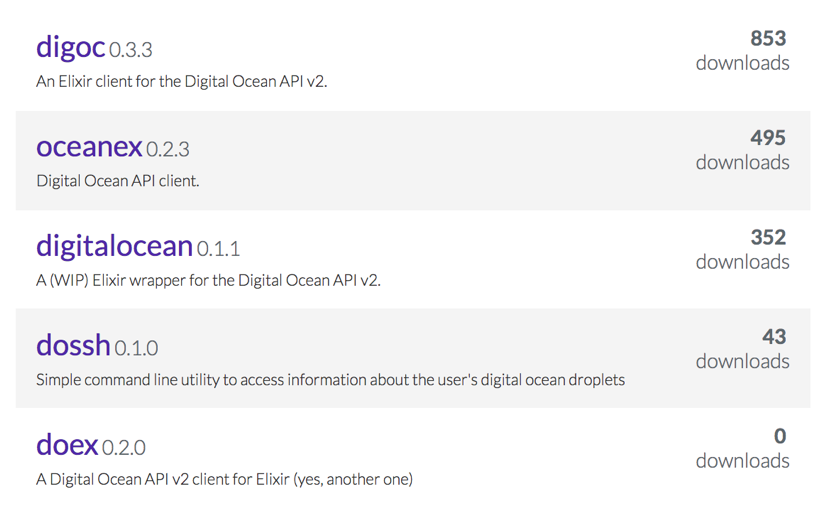 digoc 0.3.3
853
downloads
An Elixir client for the Digital Ocean API v2.
oceanex 0.2.3
495
downloads
Digital Ocean API client.
digitalocean 0.1.1
352
downloads
A (WIP) Elixir wrapper for the Digital Ocean API v2.
dossh 0.1.0
43
downloads
Simple command line utility to access information about the user's digital ocean droplets
doex 0.2.0
0
downloads
A Digital Ocean API v2 client for Elixir (yes, another one)